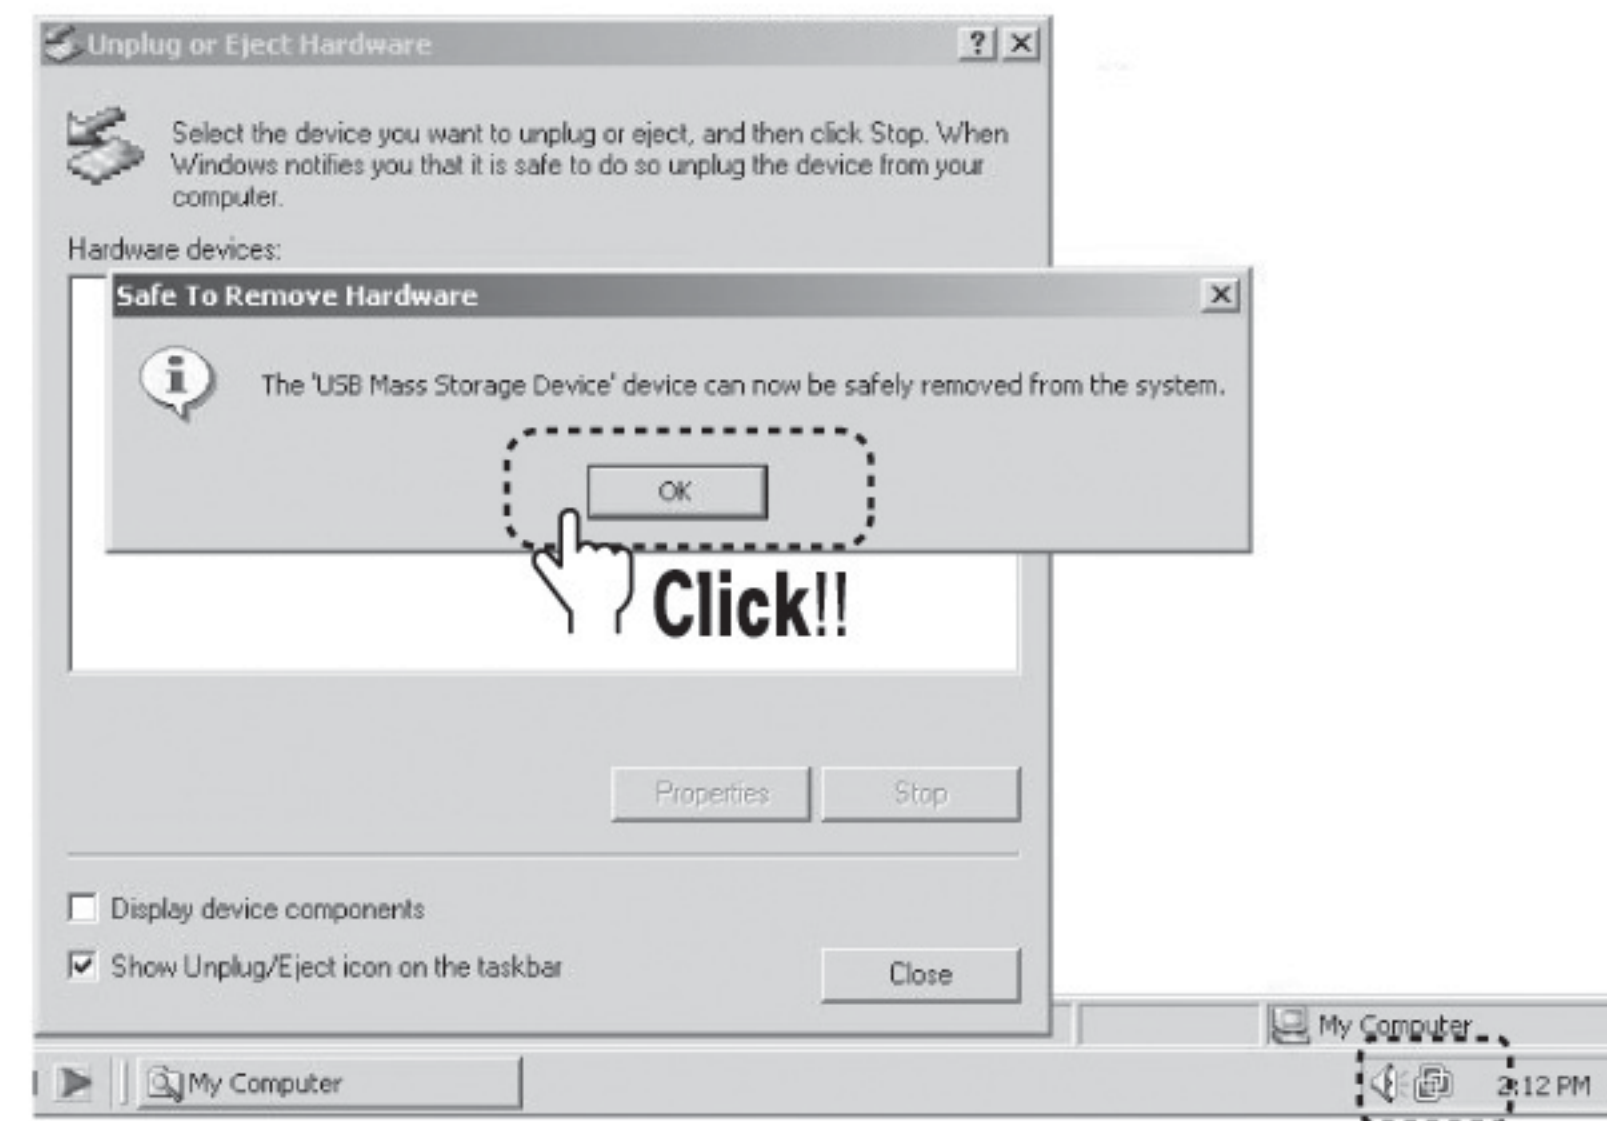 Unplug or Eject Hardware
Select the device you want to unplug or eject, and then click Stop. When
Windows notifies you that it is safe to do so unplug the device from your
computer.
Hardware devices:
Safe To Remove Hardware
The 'USB Mass Storage Device' device can now be safely removed from the system.
OK
Click!!
Properties
Stop
Display device components
Show Unplug/Eject icon on the taskbar
Close
My Computer
My Computer
2:12 PM